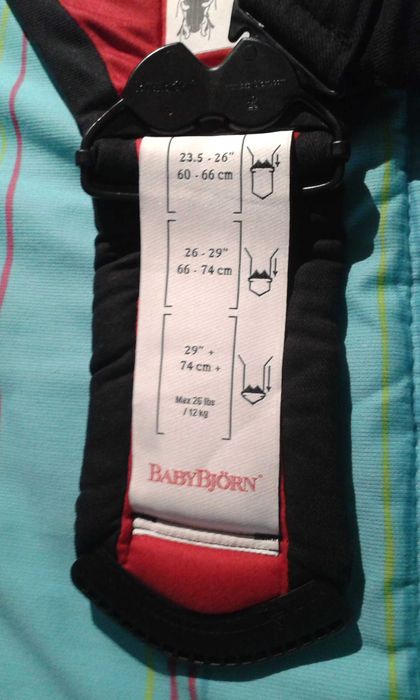 23.5 - 26"
60 - 66 cm
26 - 29"
66 - 74 cm
29" +
74 cm +
Max 26 lbs
/ 12 kg
BABYBJÖRN®